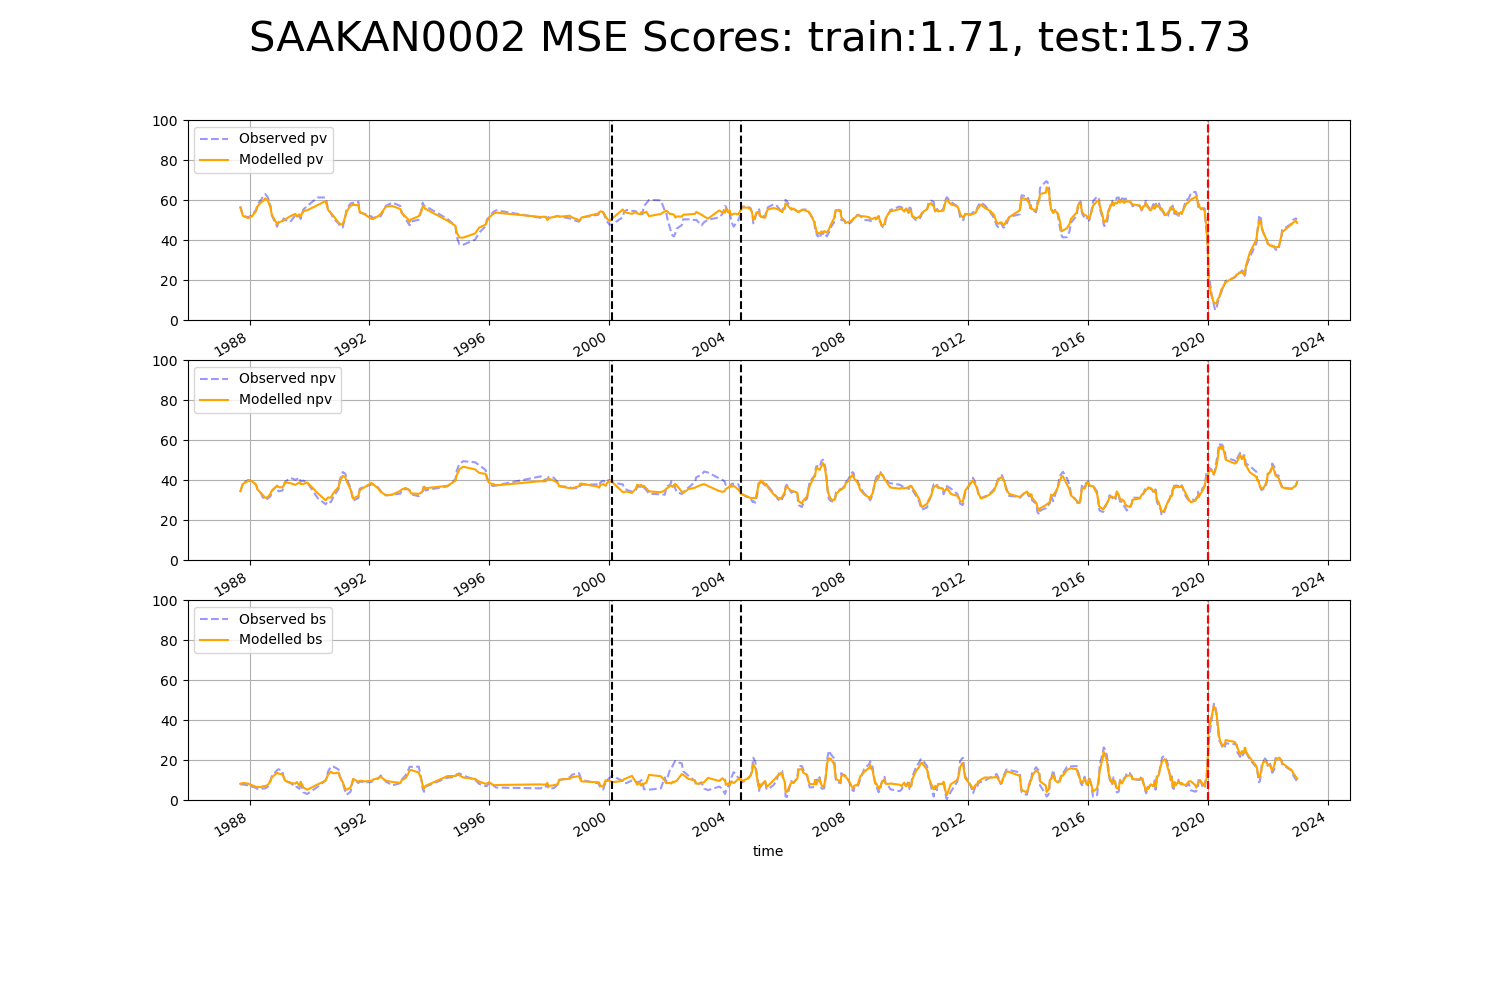 SAAKAN0002 MSE Scores: train:1.71, test:15.73
100
80
60
40
20
0
Observed pv
Modelled pv
1988 1992 1996 2000 2004 2008 2012 2016 2020 2024
100
80
60
40
20
0
Observed npv
Modelled npv
1988 1992 1996 2000 2004 2008 2012 2016 2020 2024
100
80
60
40
20
0
Observed bs
Modelled bs
1988 1992 1996 2000 2004 2008 2012 2016 2020 2024
time